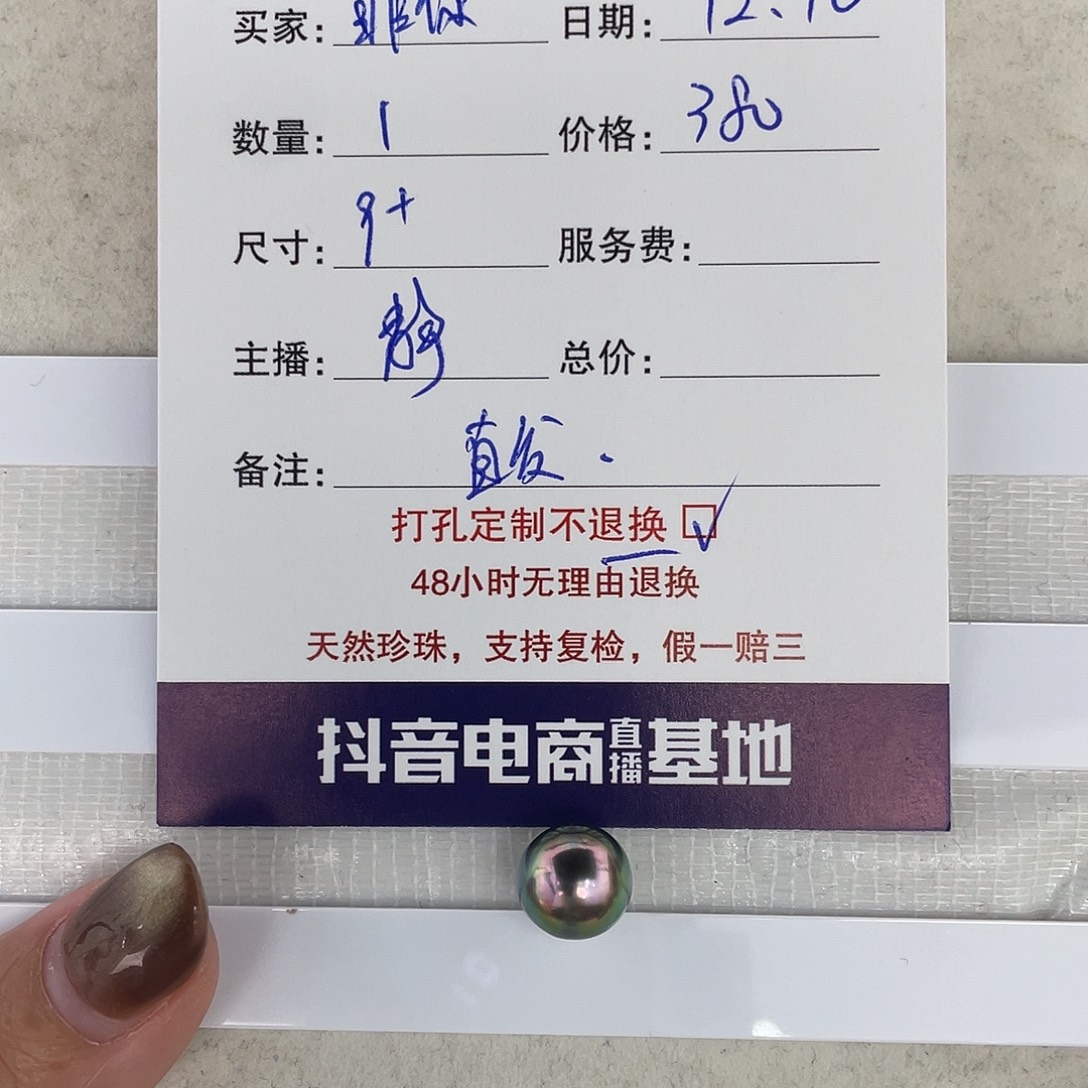 买家: 日期:
数量: 1 价格: 380
尺寸: 9+ 服务费:
主播: 静 总价:
备注: 直发.
打孔定制不退换
48小时无理由退换
天然珍珠，支持复检，假一赔三
抖音电商直播基地